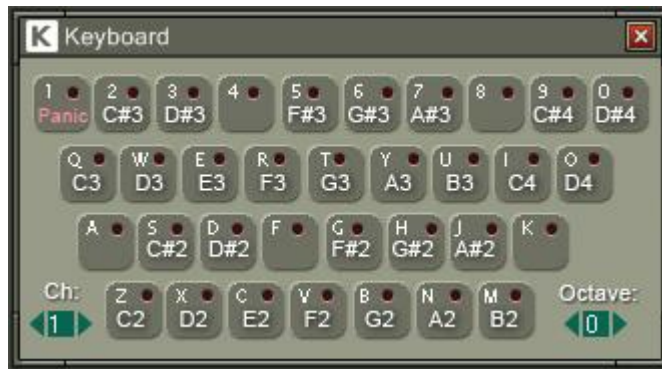 K Keyboard
1 2 3 4 5 6 7 8 9 0
Panic C#3 D#3 F#3 G#3 A#3 C#4 D#4
Q W E R T Y U I O
C3 D3 E3 F3 G3 A3 B3 C4 D4
A S D F G H J K
C#2 D#2 F#2 G#2 A#2
Ch: Z X C V B N M Octave:
1 C2 D2 E2 F2 G2 A2 B2 0